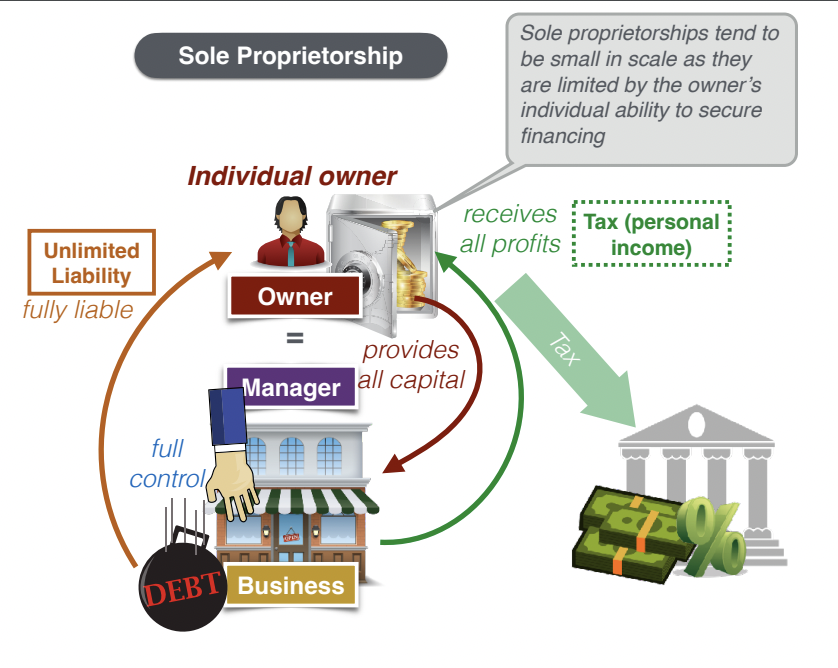 Sole Proprietorship
Sole proprietorships tend to
be small in scale as they
are limited by the owner's
individual ability to secure
financing
Individual owner
receives
all profits
Tax (personal
income)
Unlimited
Liability
fully liable
Owner
=
provides
all capital
Tax
Manager
full
control
OPEN
DEBT
Business
%